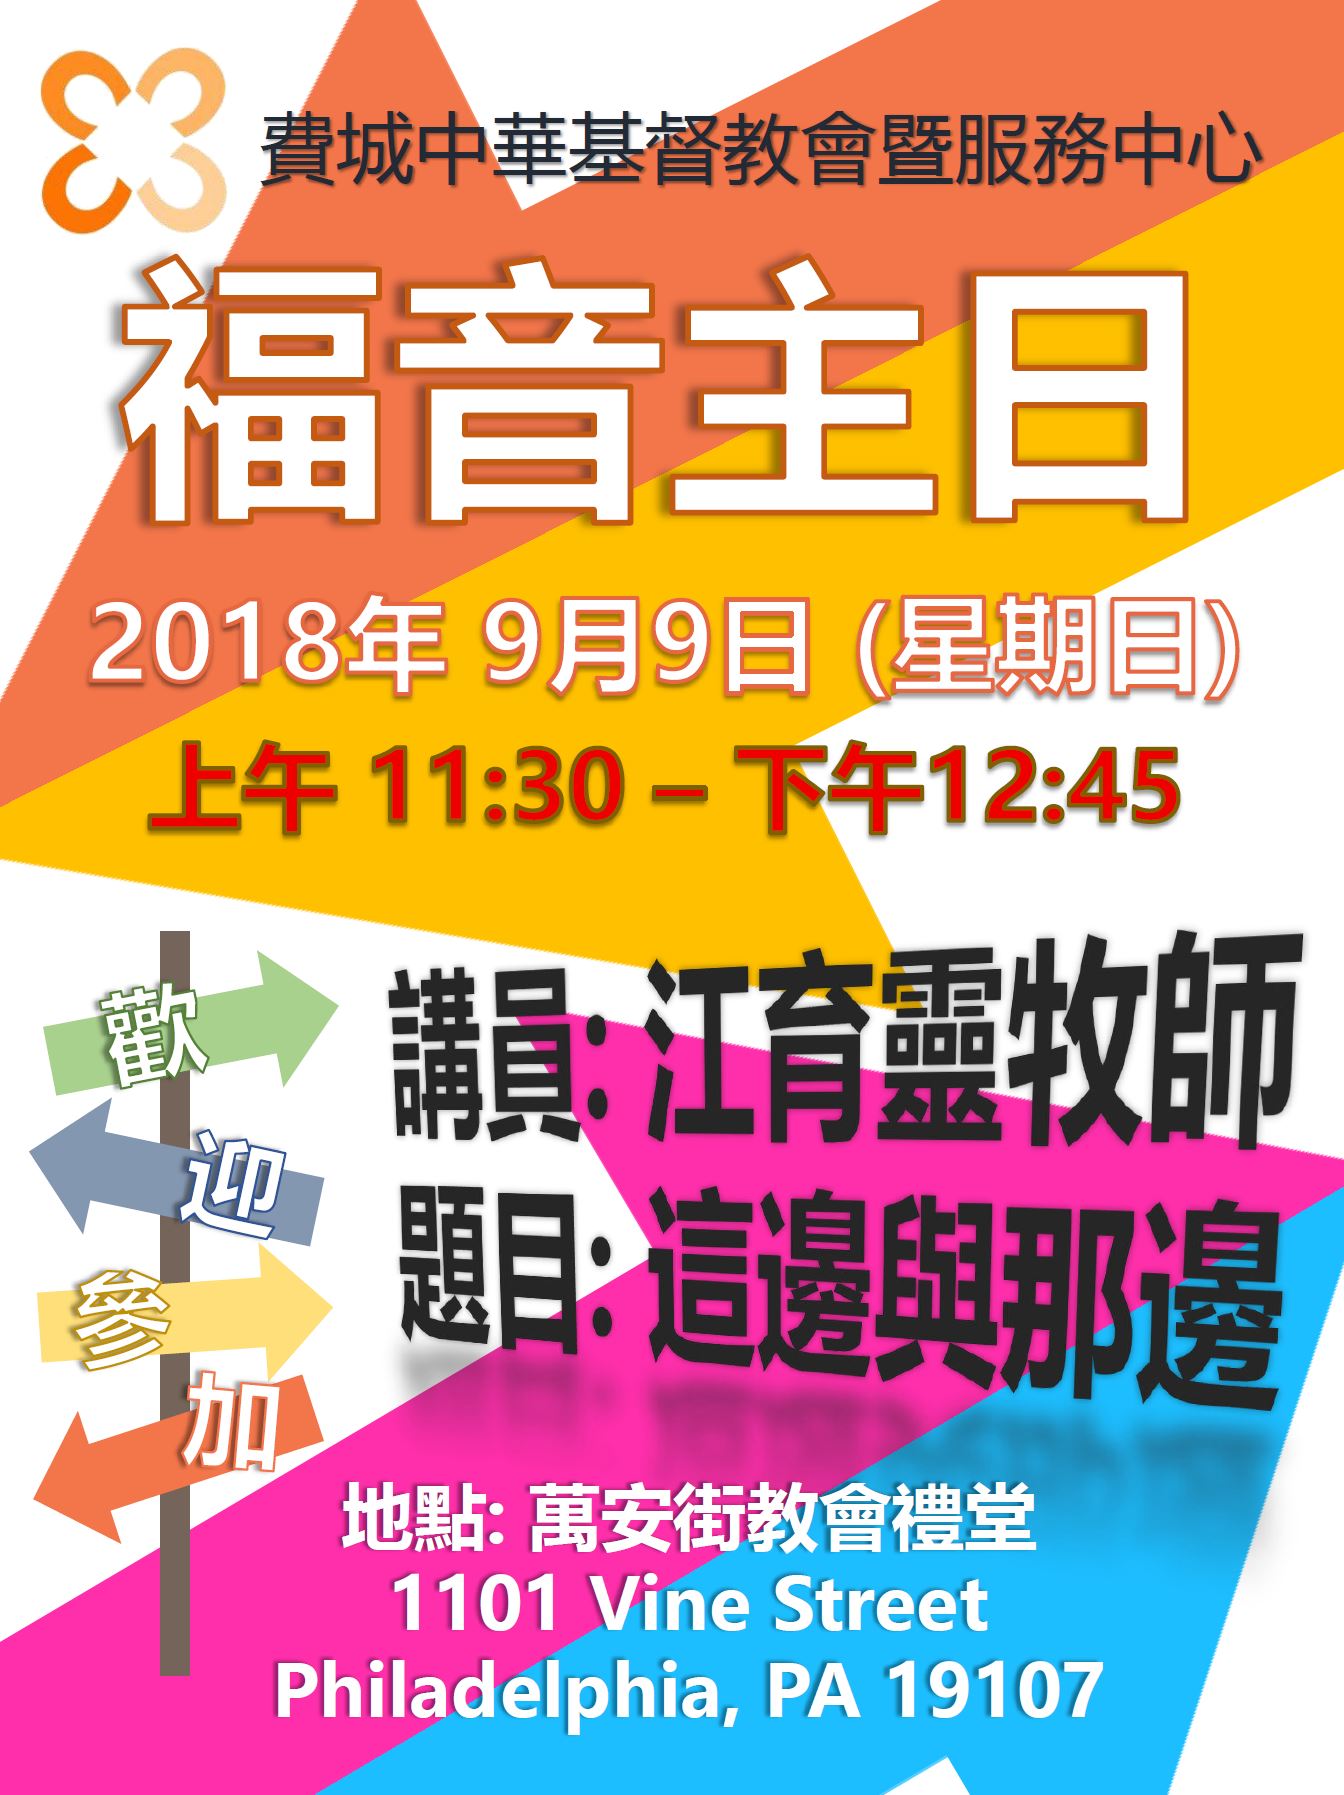 費城中華基督教會暨服務中心
福音主日
2018年 9月9日 (星期日)
上午 11:30 – 下午12:45
歡
迎
參
加
講員: 江育靈牧師
題目: 這邊與那邊
地點: 萬安街教會禮堂
1101 Vine Street
Philadelphia, PA 19107